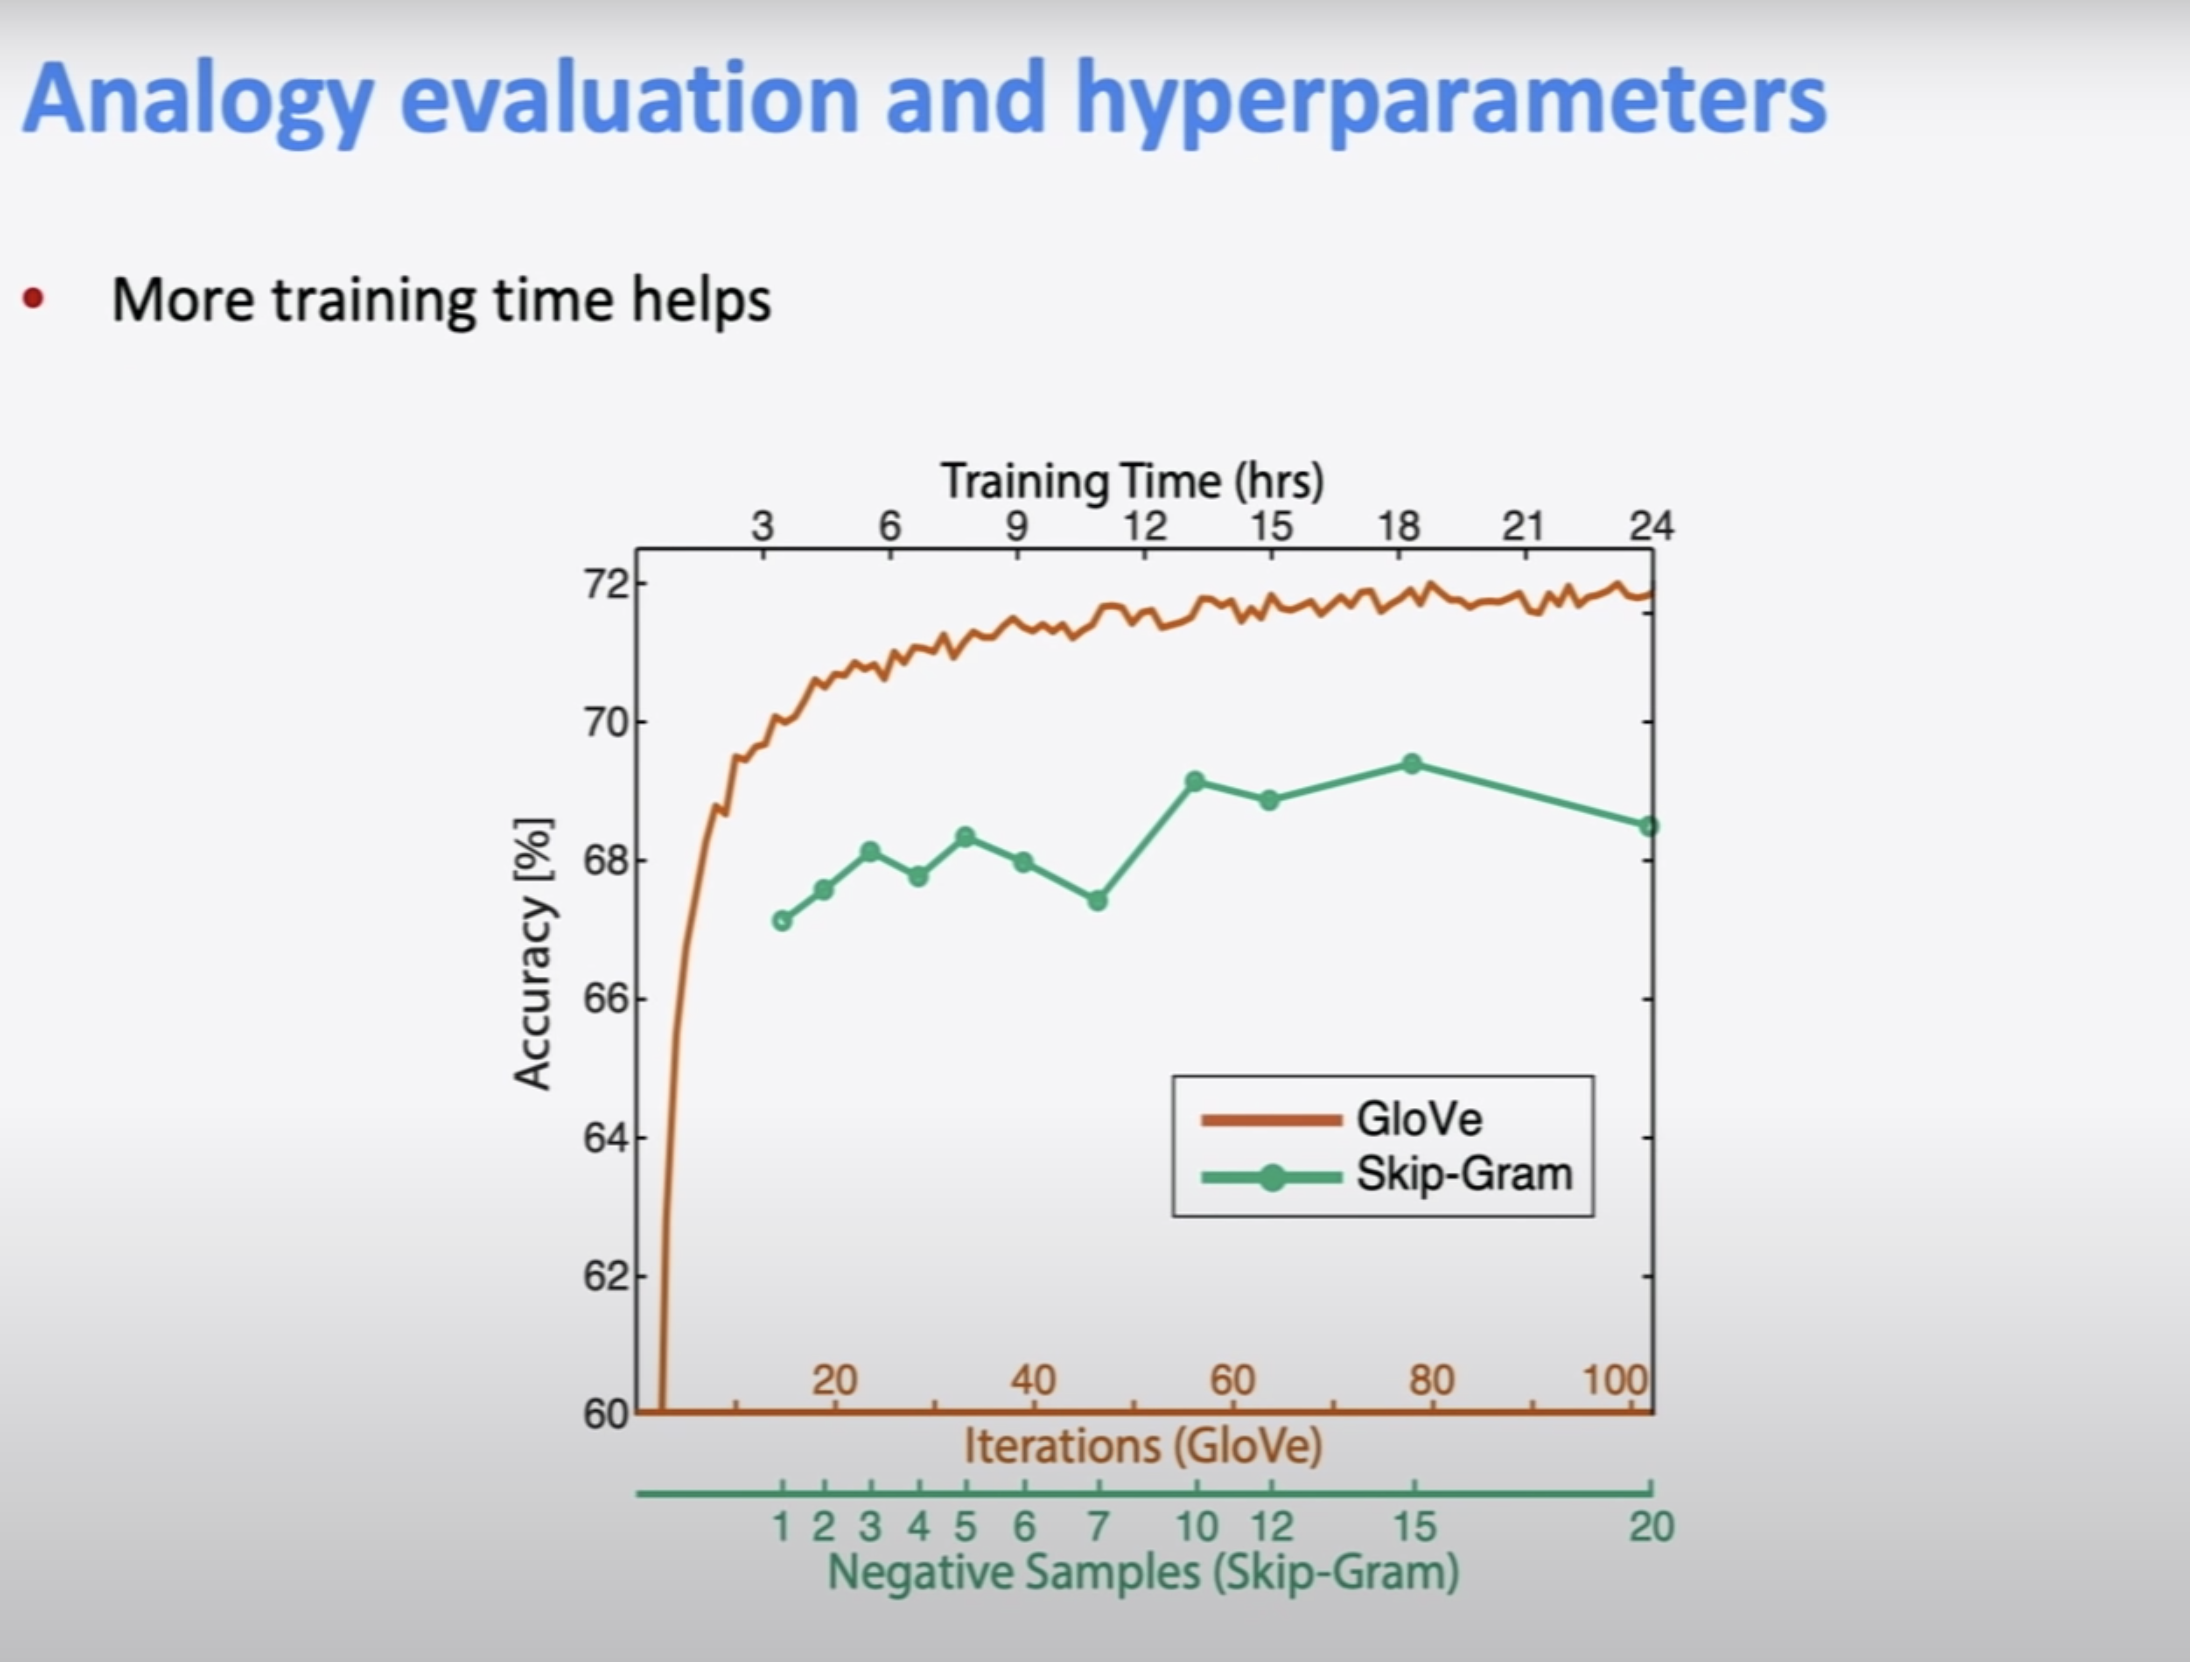 Analogy evaluation and hyperparameters
• More training time helps
Training Time (hrs)
3 6 9 12 15 18 21 24
72
70
68
66
64
62
60
Accuracy [%]
GloVe
Skip-Gram
20 40 60 80 100
Iterations (GloVe)
1 2 3 4 5 6 7 10 12 15 20
Negative Samples (Skip-Gram)